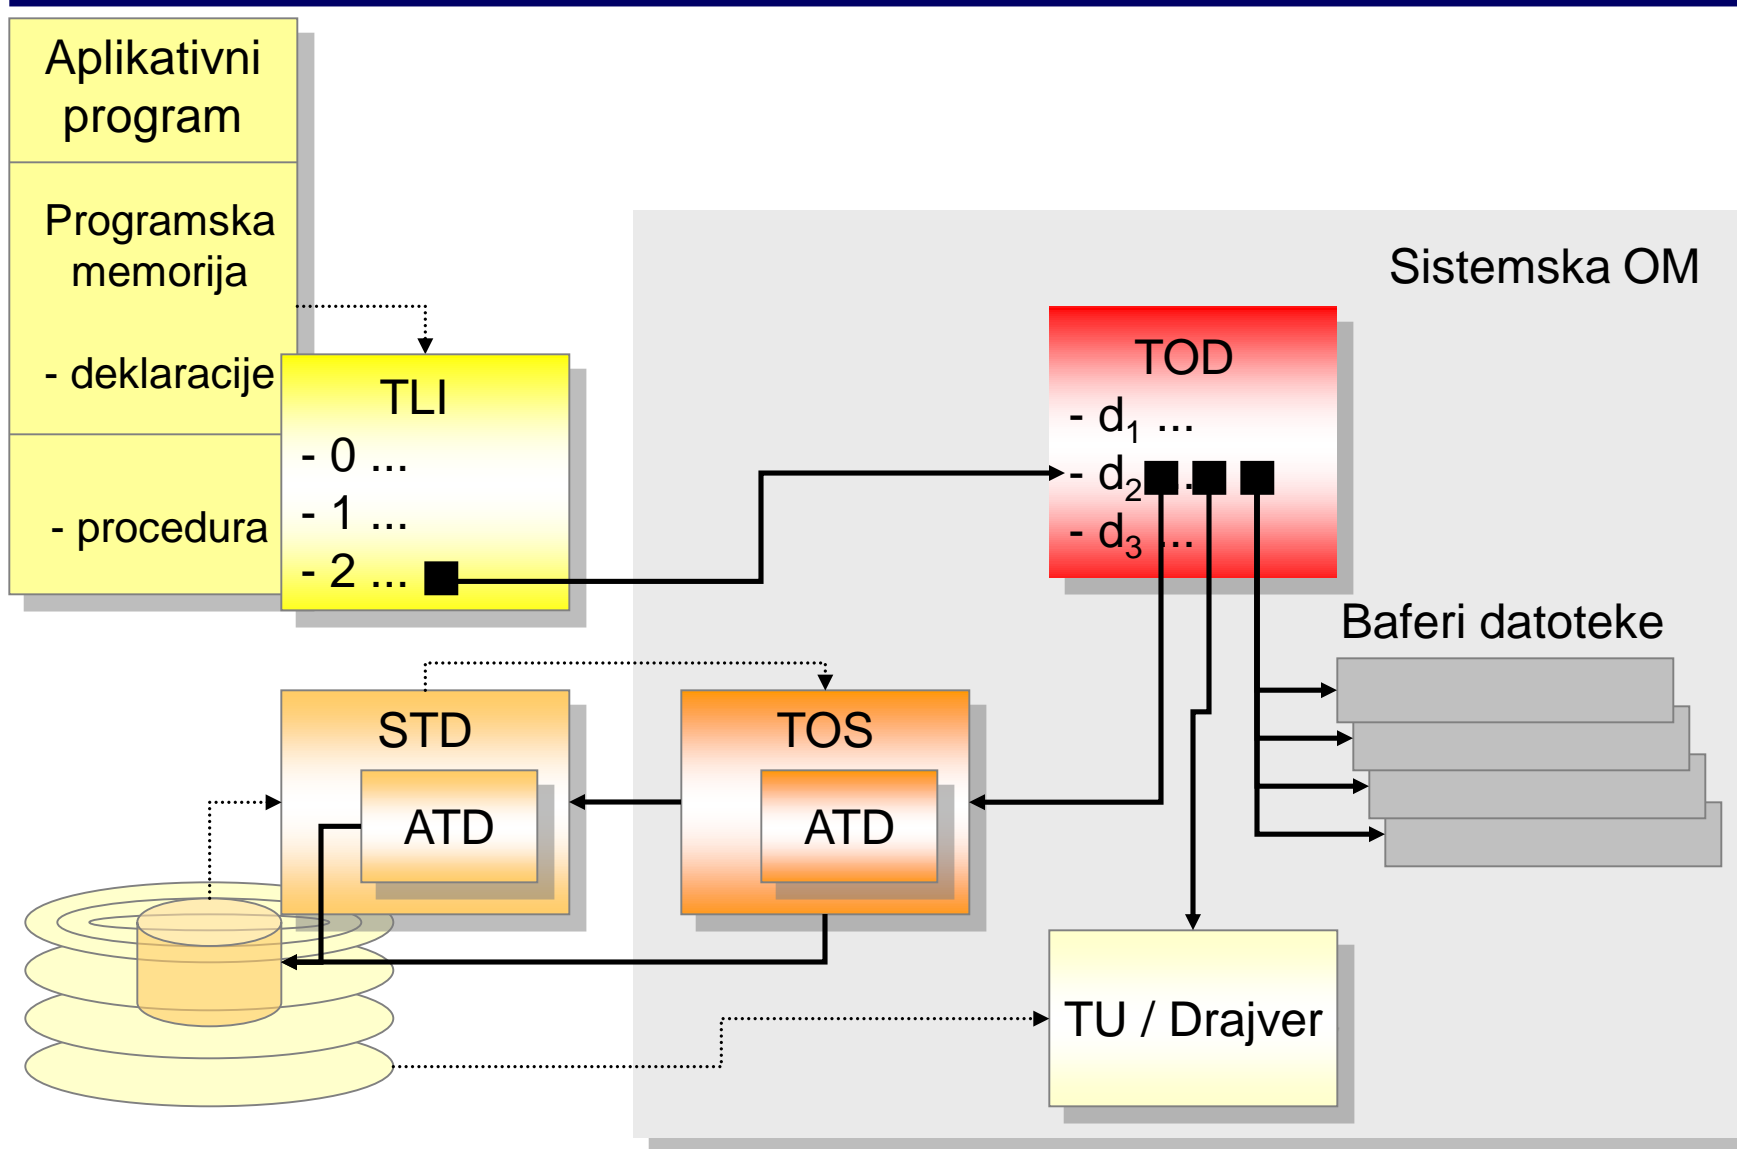 Aplikativni
program
Programska
memorija
- deklaracije
- procedura
TLI
- 0 ...
- 1 ...
- 2 ...
Sistemska OM
TOD
- d₁ ...
- d₂ ...
- d₃ ...
Baferi datoteke
STD
ATD
TOS
ATD
TU / Drajver